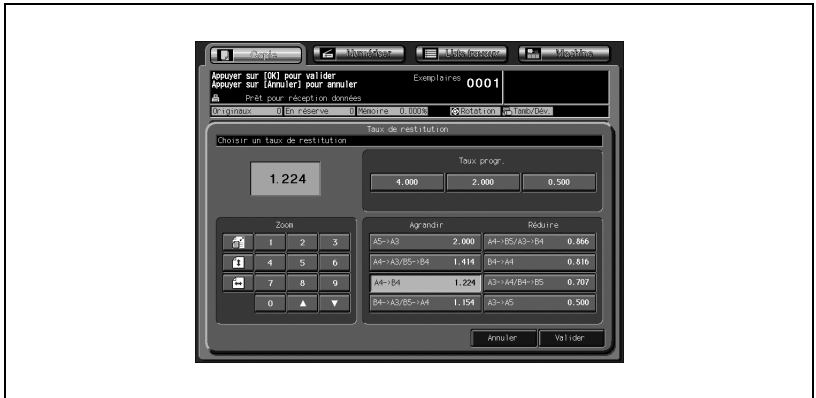 Copie Numériser Machine
Appuyer sur [OK] pour valider
Appuyer sur [Annuler] pour annuler
Exemplaires 0001
Prêt pour réception données
Originaux 0 En réserve 0 Mémoire 0.000% Rotation Tamb/Dév.
Taux de restitution
Choisir un taux de restitution
1.224
Taux progr.
4.000 2.000 0.500
Zoom
1 2 3
4 5 6
7 8 9
0 ▲ ▼
Agrandir Réduire
A5->A3 2.000 A4->B5/A3->B4 0.866
A4->A3/B5->B4 1.414 B4->A4 0.816
A4->B4 1.224 A3->A4/B4->B5 0.707
B4->A3/B5->A4 1.154 A3->A5 0.500
Annuler Valider